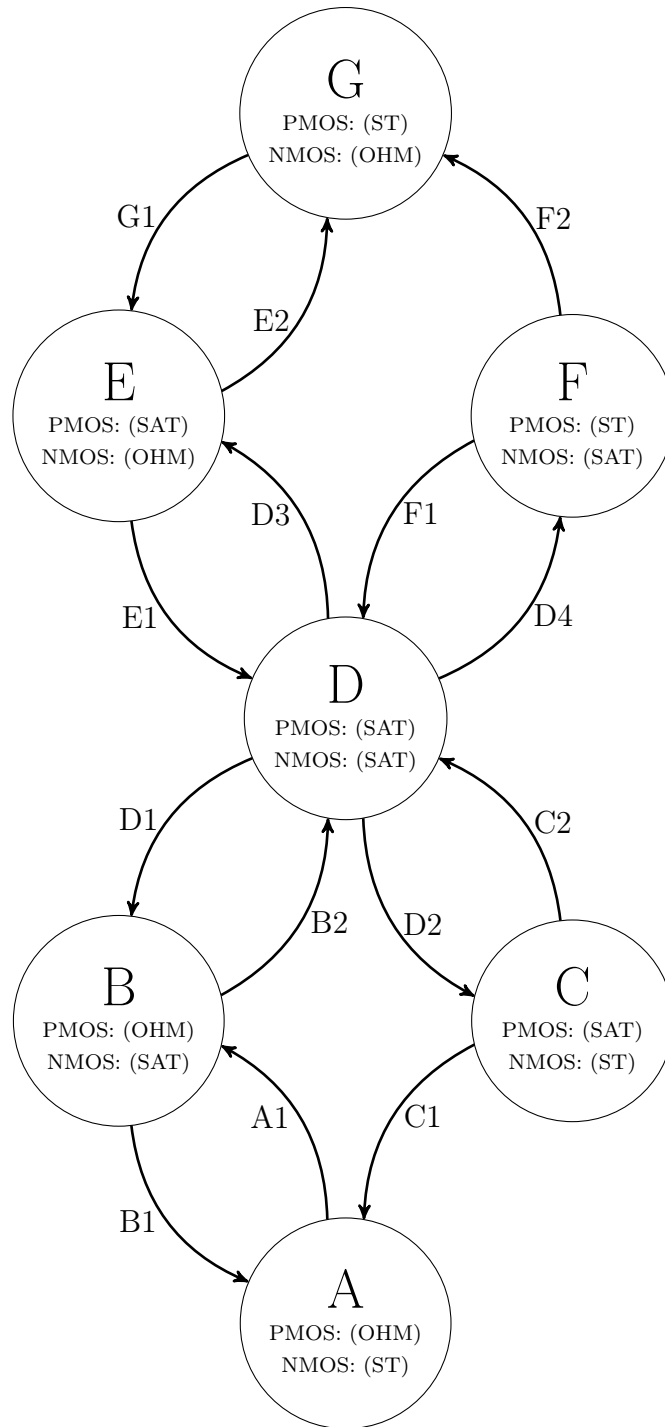 G
PMOS: (ST)
NMOS: (OHM)
G1
F2
E2
E
PMOS: (SAT)
NMOS: (OHM)
F
PMOS: (ST)
NMOS: (SAT)
D3
F1
E1
D4
D
PMOS: (SAT)
NMOS: (SAT)
D1
C2
B2
D2
B
PMOS: (OHM)
NMOS: (SAT)
C
PMOS: (SAT)
NMOS: (ST)
A1
C1
B1
A
PMOS: (OHM)
NMOS: (ST)